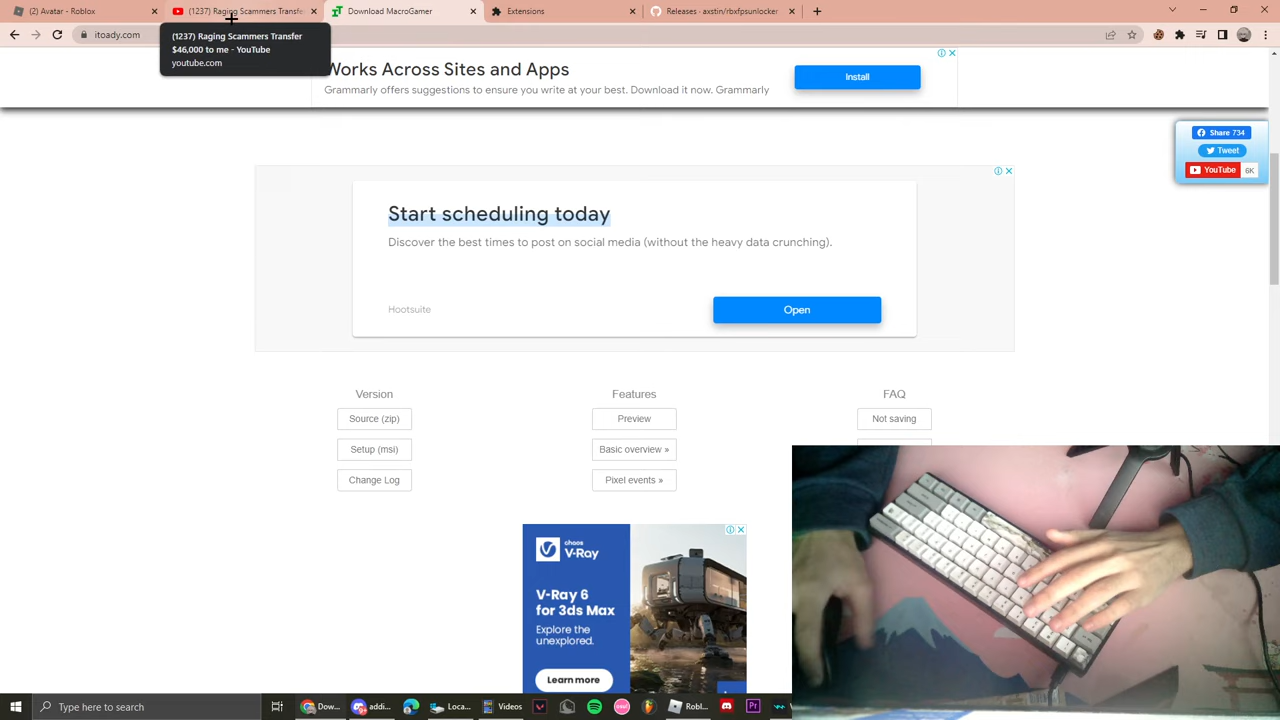 (2) Avatar - Roblox
(1237) Raging Scammers Transfe
Download MacroGamer
Extensions
Releases · axstin/rbxfpsunlocker
itoady.com
(1237) Raging Scammers Transfer
$46,000 to me - YouTube
youtube.com
Works Across Sites and Apps
Grammarly offers suggestions to ensure you write at your best. Download it now. Grammarly
Install
Share 734
Tweet
YouTube 6K
Start scheduling today
Discover the best times to post on social media (without the heavy data crunching).
Hootsuite
Open
Version
Features
FAQ
Source (zip)
Preview
Not saving
Setup (msi)
Basic overview »
Change Log
Pixel events »
chaos
V-Ray
V-Ray 6
for 3ds Max
Explore the
unexplored.
Learn more
Type here to search
Dow...
addi...
Loca...
Videos
Robl...
Pr